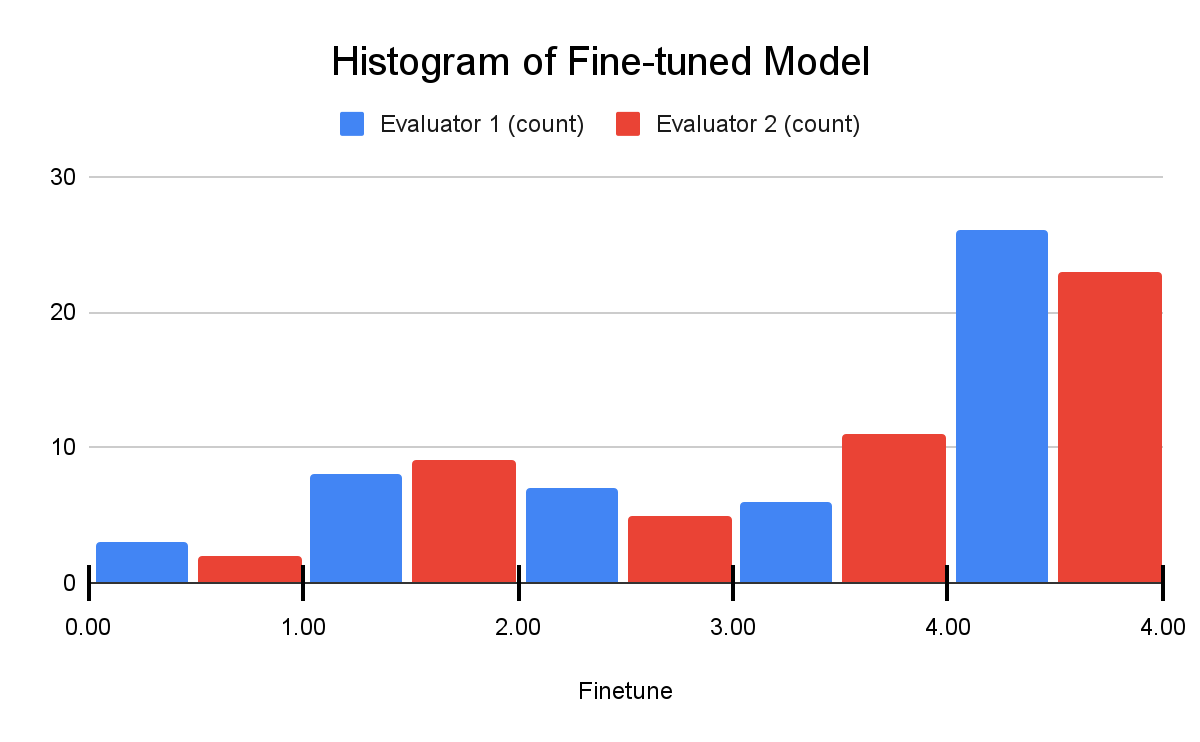 Histogram of Fine-tuned Model
Evaluator 1 (count) Evaluator 2 (count)
30
20
10
0
0.00 1.00 2.00 3.00 4.00 4.00
Finetune